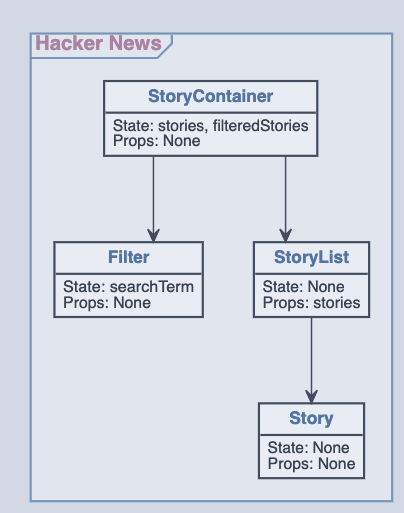 Hacker News
StoryContainer
State: stories, filteredStories
Props: None
Filter
State: searchTerm
Props: None
StoryList
State: None
Props: stories
Story
State: None
Props: None